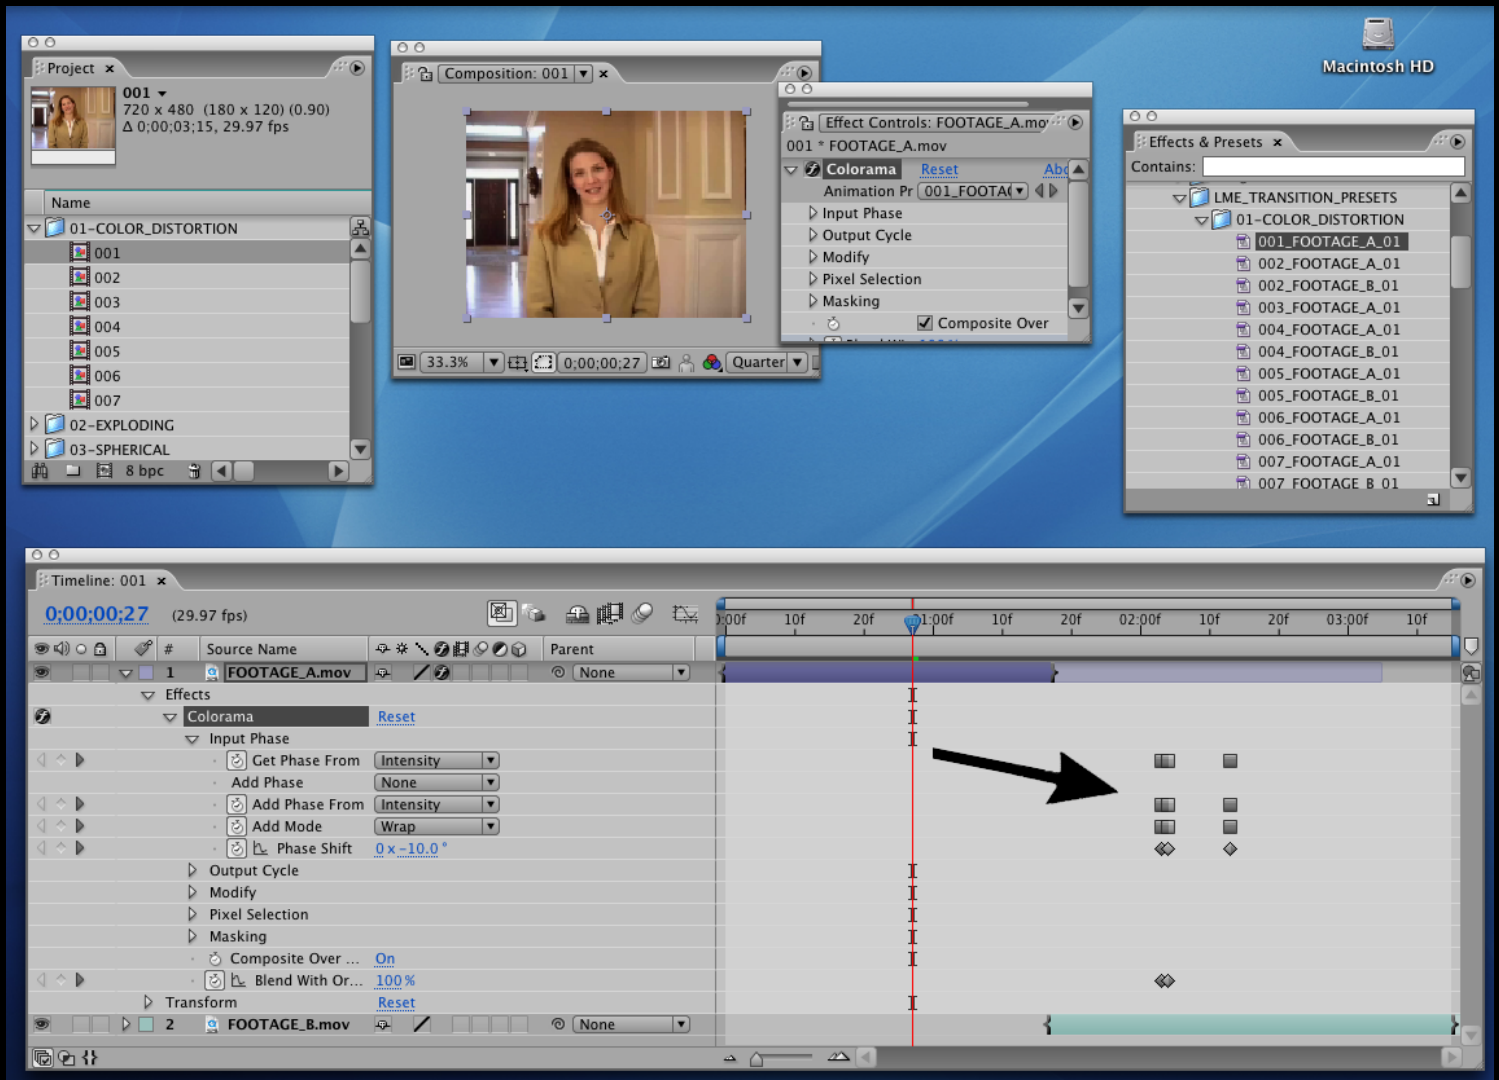 Macintosh HD
Project ×
001
720 x 480 (180 x 120) (0.90)
Δ 0;00;03;15, 29.97 fps
Name
01-COLOR_DISTORTION
001
002
003
004
005
006
007
02-EXPLODING
03-SPHERICAL
8 bpc
Composition: 001 ×
33.3% 0;00;00;27 Quarter
Effect Controls: FOOTAGE_A.mo
001 * FOOTAGE_A.mov
Colorama Reset Abo
Animation Pr 001_FOOTA
Input Phase
Output Cycle
Modify
Pixel Selection
Masking
Composite Over
Effects & Presets ×
Contains:
LME_TRANSITION_PRESETS
01-COLOR_DISTORTION
001_FOOTAGE_A_01
002_FOOTAGE_A_01
002_FOOTAGE_B_01
003_FOOTAGE_A_01
004_FOOTAGE_A_01
004_FOOTAGE_B_01
005_FOOTAGE_A_01
005_FOOTAGE_B_01
006_FOOTAGE_A_01
006_FOOTAGE_B_01
007_FOOTAGE_A_01
007_FOOTAGE_B_01
Timeline: 001 ×
0;00;00;27 (29.97 fps)
):00f 10f 20f 1:00f 10f 20f 02:00f 10f 20f 03:00f 10f
# Source Name Parent
1 FOOTAGE_A.mov None
Effects
Colorama Reset
Input Phase
Get Phase From Intensity
Add Phase None
Add Phase From Intensity
Add Mode Wrap
Phase Shift 0 x -10.0 °
Output Cycle
Modify
Pixel Selection
Masking
Composite Over ... On
Blend With Or... 100 %
Transform Reset
2 FOOTAGE_B.mov None